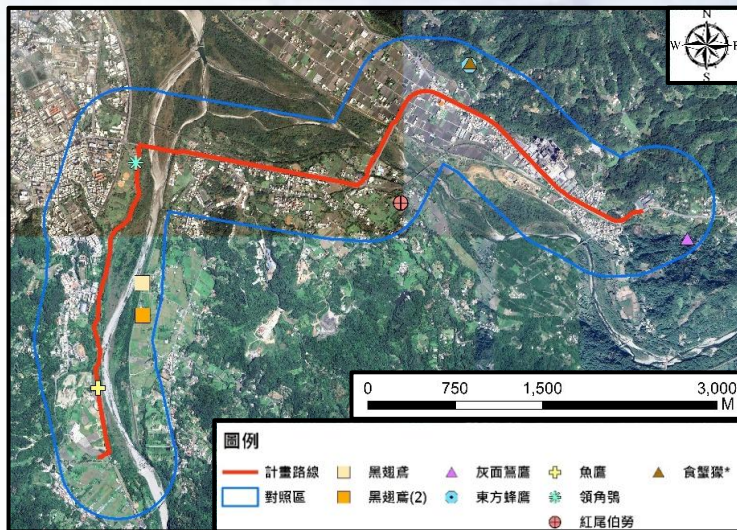 N
W E
S
0 750 1,500 3,000
M
圖例
計畫路線 黑翅鳶 灰面鵟鷹 魚鷹 食蟹獴*
對照區 黑翅鳶(2) 東方蜂鷹 領角鴞
紅尾伯勞